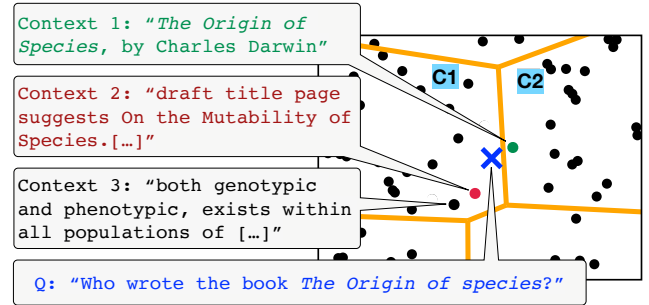 Context 1: “The Origin of
Species, by Charles Darwin”
C1
C2
Context 2: “draft title page
suggests On the Mutability of
Species.[…]”
Context 3: “both genotypic
and phenotypic, exists within
all populations of […]”
Q: “Who wrote the book The Origin of species?”